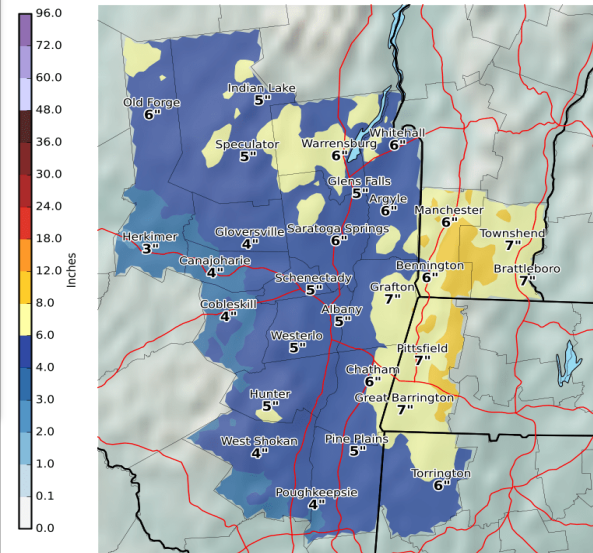 96.0
72.0
60.0
48.0
36.0
30.0
24.0
18.0
12.0
8.0
6.0
4.0
3.0
2.0
1.0
0.1
0.0
Inches
Old Forge
6"
Indian Lake
5"
Speculator
5"
Warrensburg
6"
Whitehall
6"
Glens Falls
5"
Argyle
6"
Manchester
6"
Herkimer
3"
Gloversville
4"
Saratoga Springs
6"
Townshend
7"
Canajoharie
4"
Schenectady
5"
Bennington
6"
Brattleboro
7"
Grafton
7"
Cobleskill
4"
Albany
5"
Westerlo
5"
Pittsfield
7"
Chatham
6"
Hunter
5"
Great Barrington
7"
West Shokan
4"
Pine Plains
5"
Torrington
6"
Poughkeepsie
4"